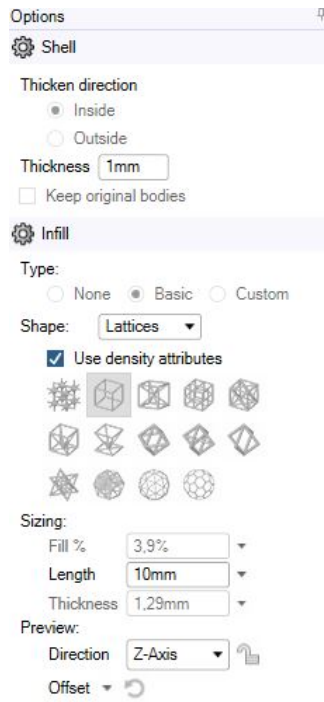 Options
Shell
Thicken direction
Inside
Outside
Thickness 1mm
Keep original bodies
Infill
Type:
None Basic Custom
Shape: Lattices
Use density attributes
Sizing:
Fill % 3,9%
Length 10mm
Thickness 1,29mm
Preview:
Direction Z-Axis
Offset